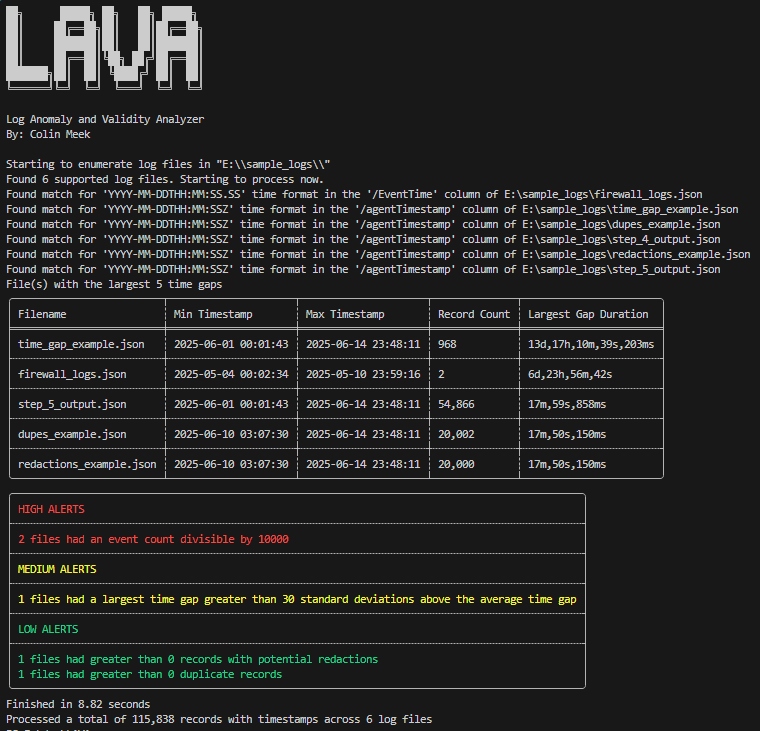 LAVA
Log Anomaly and Validity Analyzer
By: Colin Meek
Starting to enumerate log files in "E:\\sample_logs\\"
Found 6 supported log files. Starting to process now.
Found match for 'YYYY-MM-DDTHH:MM:SS.SS' time format in the '/EventTime' column of E:\sample_logs\firewall_logs.json
Found match for 'YYYY-MM-DDTHH:MM:SSZ' time format in the '/agentTimestamp' column of E:\sample_logs\time_gap_example.json
Found match for 'YYYY-MM-DDTHH:MM:SSZ' time format in the '/agentTimestamp' column of E:\sample_logs\dupes_example.json
Found match for 'YYYY-MM-DDTHH:MM:SSZ' time format in the '/agentTimestamp' column of E:\sample_logs\step_4_output.json
Found match for 'YYYY-MM-DDTHH:MM:SSZ' time format in the '/agentTimestamp' column of E:\sample_logs\redactions_example.json
Found match for 'YYYY-MM-DDTHH:MM:SSZ' time format in the '/agentTimestamp' column of E:\sample_logs\step_5_output.json
File(s) with the largest 5 time gaps
Filename Min Timestamp Max Timestamp Record Count Largest Gap Duration
time_gap_example.json 2025-06-01 00:01:43 2025-06-14 23:48:11 968 13d,17h,10m,39s,203ms
firewall_logs.json 2025-05-04 00:02:34 2025-05-10 23:59:16 2 6d,23h,56m,42s
step_5_output.json 2025-06-01 00:01:43 2025-06-14 23:48:11 54,866 17m,59s,858ms
dupes_example.json 2025-06-10 03:07:30 2025-06-14 23:48:11 20,002 17m,50s,150ms
redactions_example.json 2025-06-10 03:07:30 2025-06-14 23:48:11 20,000 17m,50s,150ms
HIGH ALERTS
2 files had an event count divisible by 10000
MEDIUM ALERTS
1 files had a largest time gap greater than 30 standard deviations above the average time gap
LOW ALERTS
1 files had greater than 0 records with potential redactions
1 files had greater than 0 duplicate records
Finished in 8.82 seconds
Processed a total of 115,838 records with timestamps across 6 log files